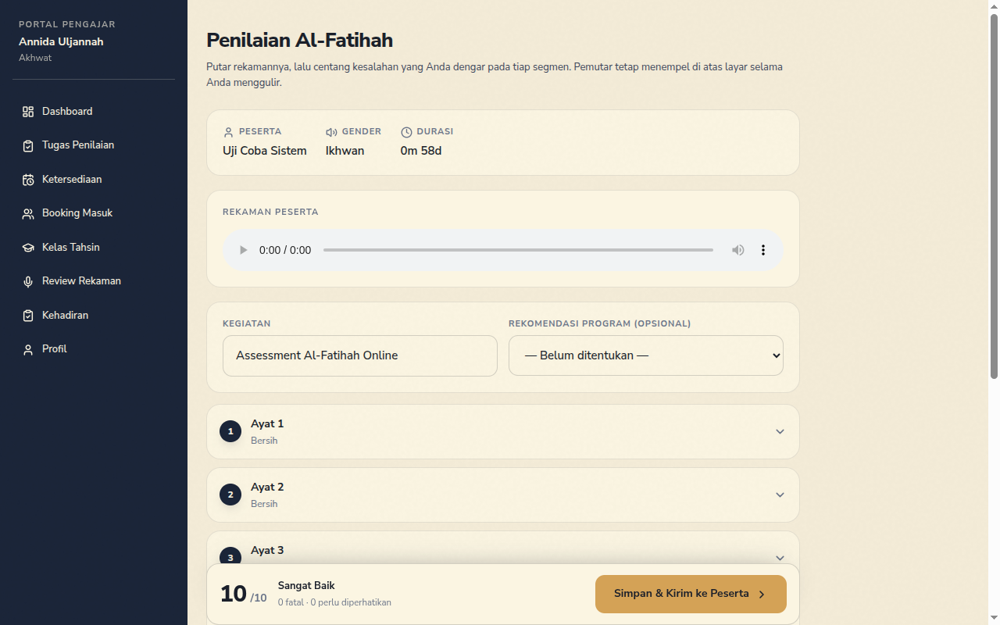 PORTAL PENGAJAR
Annida Uljannah
Akhwat
Dashboard
Tugas Penilaian
Ketersediaan
Booking Masuk
Kelas Tahsin
Review Rekaman
Kehadiran
Profil
Penilaian Al-Fatihah
Putar rekamannya, lalu centang kesalahan yang Anda dengar pada tiap segmen. Pemutar tetap menempel di atas layar selama
Anda menggulir.
PESERTA
Uji Coba Sistem
GENDER
Ikhwan
DURASI
0m 58d
REKAMAN PESERTA
0:00 / 0:00
KEGIATAN
Assessment Al-Fatihah Online
REKOMENDASI PROGRAM (OPSIONAL)
— Belum ditentukan —
1
Ayat 1
Bersih
2
Ayat 2
Bersih
3
Ayat 3
10 /10
Sangat Baik
0 fatal · 0 perlu diperhatikan
Simpan & Kirim ke Peserta